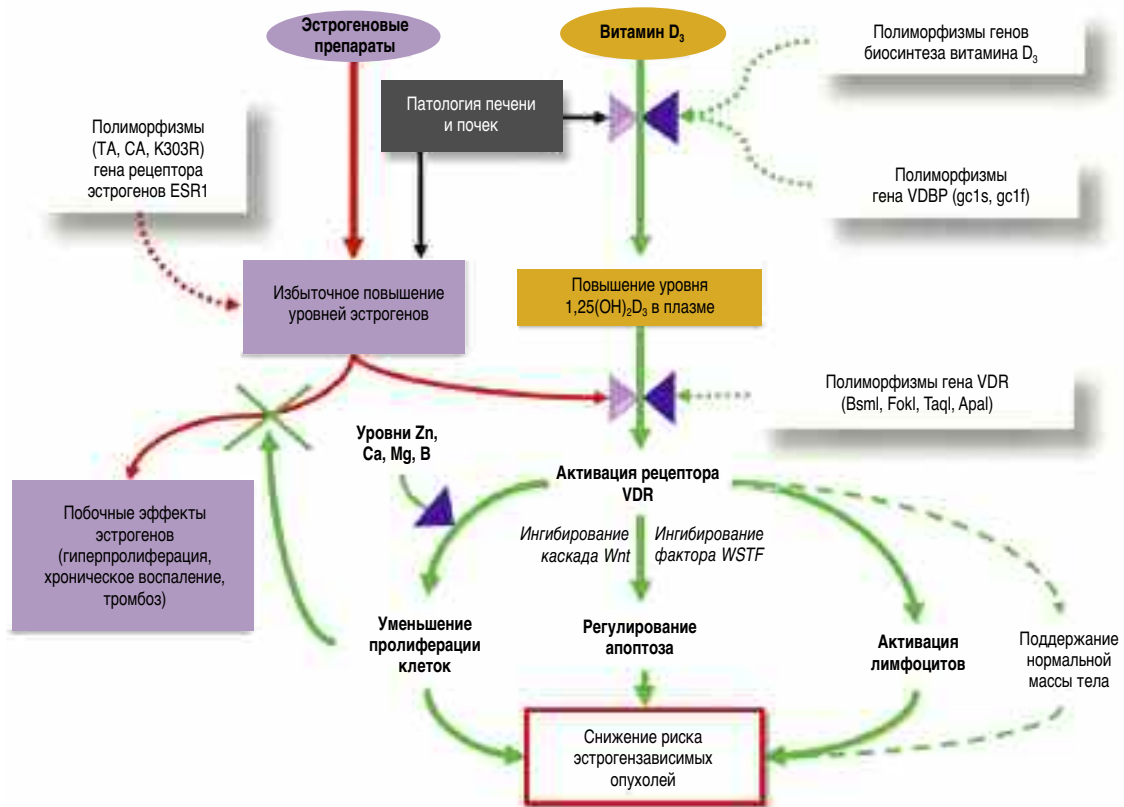 Эстрогеновые
препараты
Витамин D₃
Полиморфизмы генов
биосинтеза витамина D₃
Патология печени
и почек
Полиморфизмы
(TA, CA, K303R)
гена рецептора
эстрогенов ESR1
Полиморфизмы
гена VDBP (gc1s, gc1f)
Избыточное повышение
уровней эстрогенов
Повышение уровня
1,25(OH)₂D₃ в плазме
Полиморфизмы гена VDR
(BsmI, FokI, TaqI, ApaI)
Уровни Zn,
Ca, Mg, B
Активация рецептора
VDR
Побочные эффекты
эстрогенов
(гиперпролиферация,
хроническое воспаление,
тромбоз)
Ингибирование
каскада Wnt
Ингибирование
фактора WSTF
Уменьшение
пролиферации
клеток
Регулирование
апоптоза
Активация
лимфоцитов
Поддержание
нормальной
массы тела
Снижение риска
эстрогензависимых
опухолей